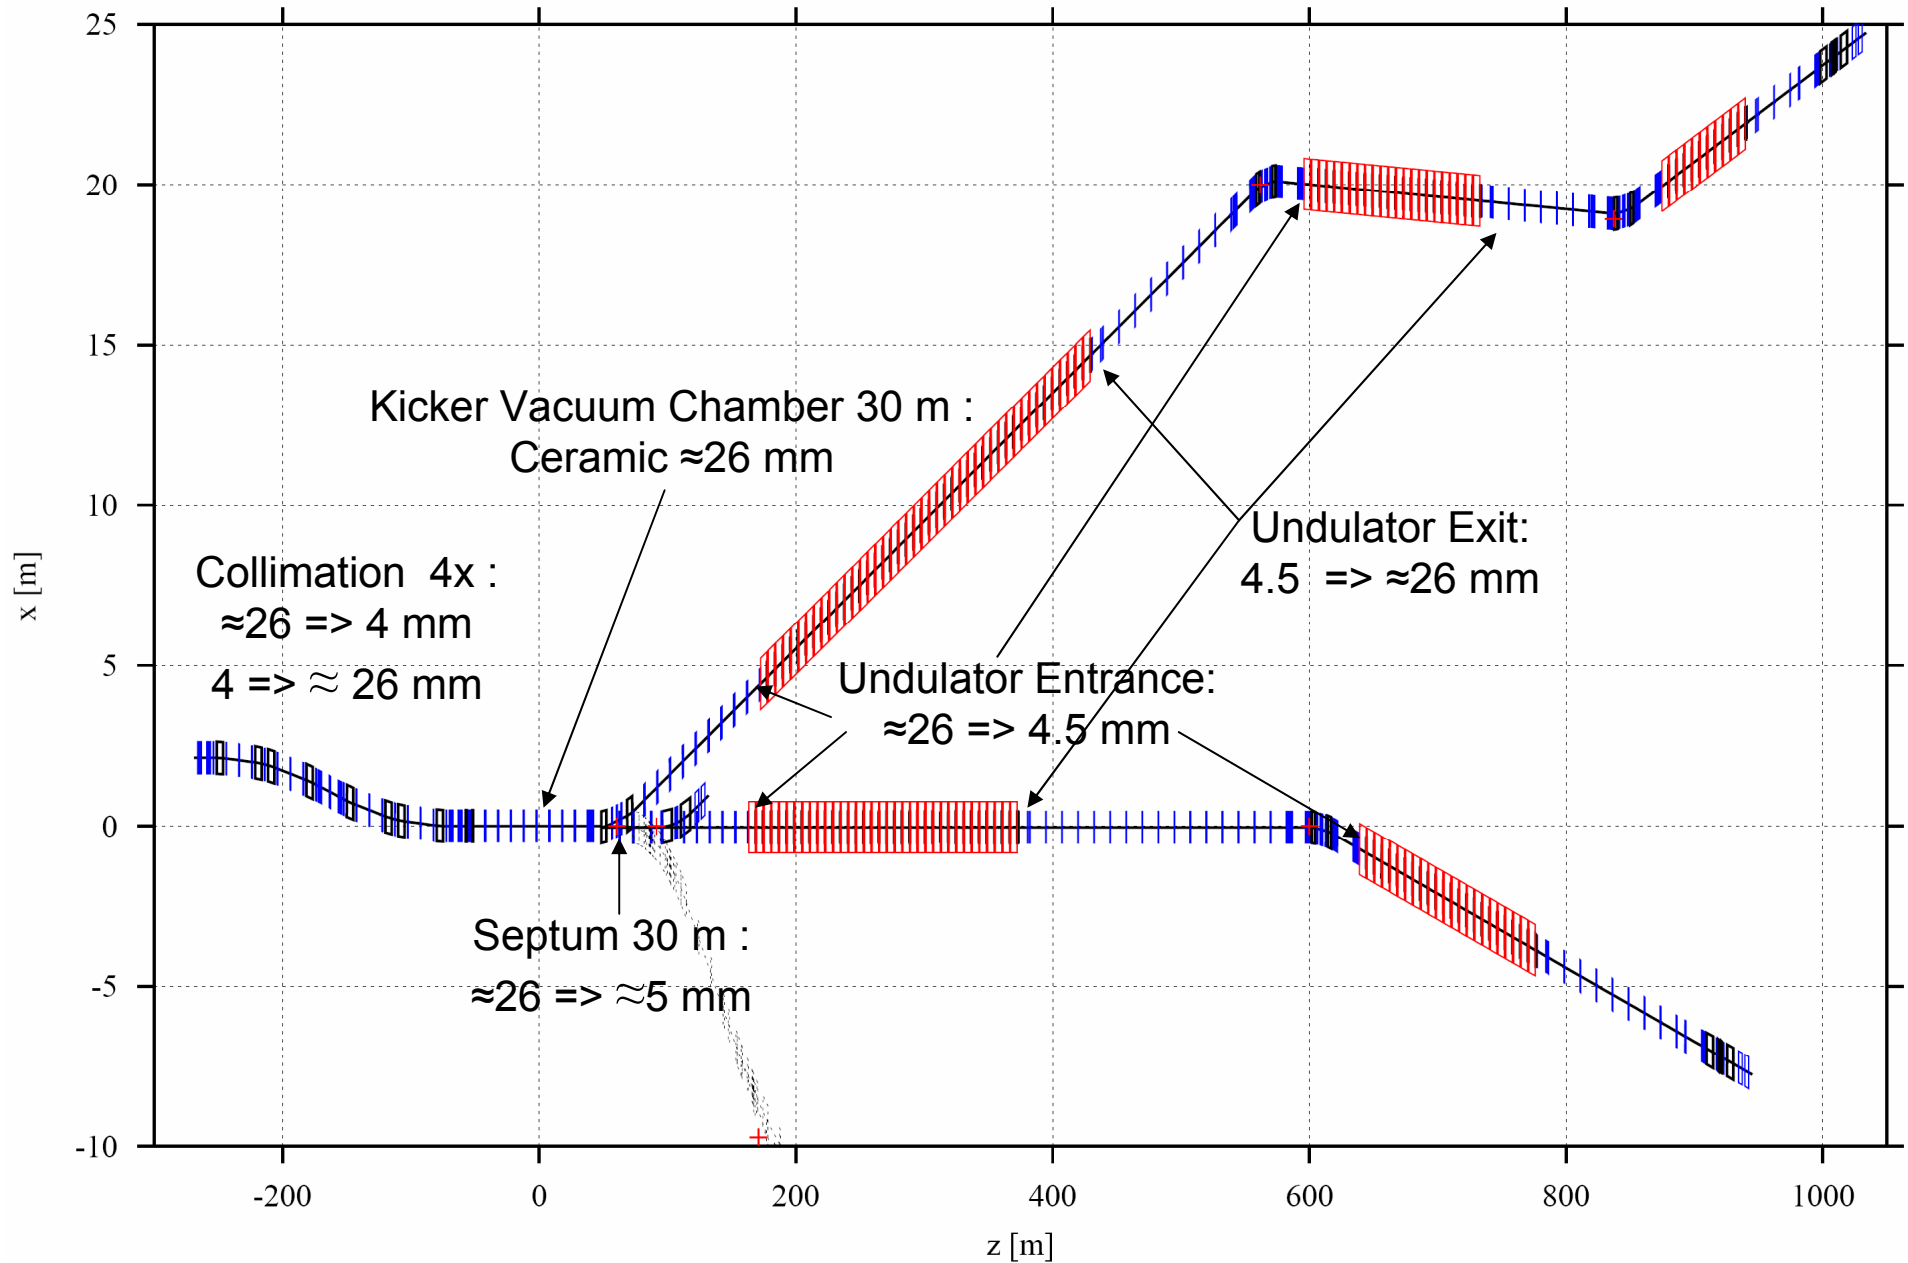 25
20
15
10
5
0
-5
-10
x [m]
Kicker Vacuum Chamber 30 m :
Ceramic ≈26 mm
Collimation 4x :
≈26 => 4 mm
4 => ≈ 26 mm
Undulator Exit:
4.5 => ≈26 mm
Undulator Entrance:
≈26 => 4.5 mm
Septum 30 m :
≈26 => ≈5 mm
-200
0
200
400
600
800
1000
z [m]